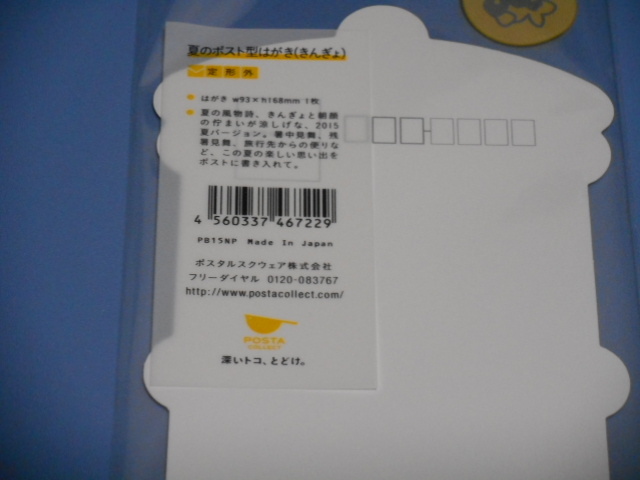 夏のポスト型はがき(きんぎょ)
定形外
はがき w93×h168mm 1枚
夏の風物詩、きんぎょと朝顔
の佇まいが涼しげな、2015
夏バージョン。暑中見舞、残
暑見舞、旅行先からの便りな
ど、この夏の楽しい思い出を
ポストに書き入れて。
4 560337 467229
PB15NP Made In Japan
ポスタルスクウェア株式会社
フリーダイヤル 0120-083767
http://www.postacollect.com/
POSTA
COLLECT
深いトコ、とどけ。